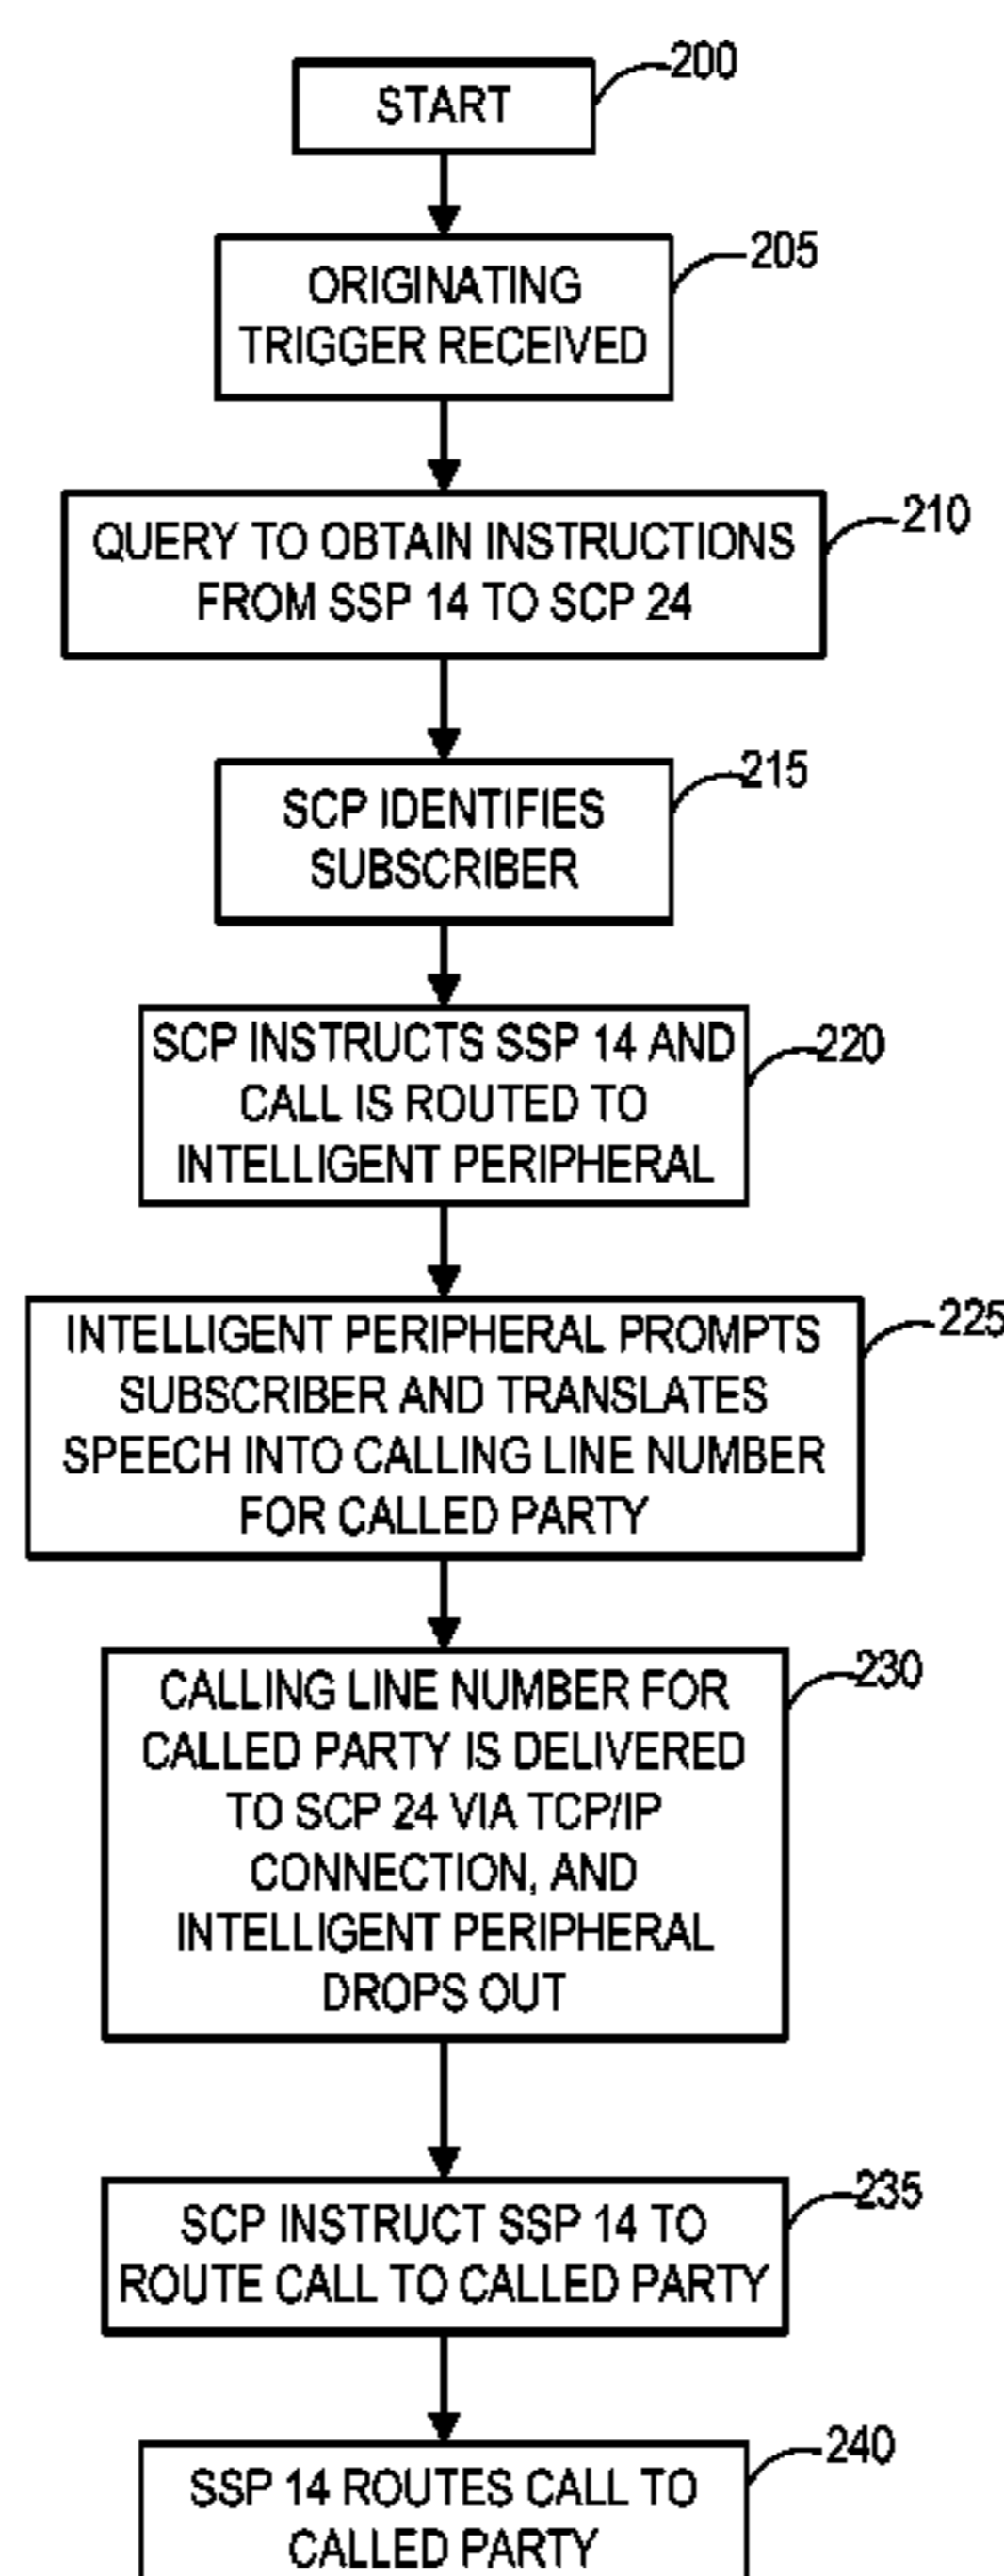 200
START
205
ORIGINATING
TRIGGER RECEIVED
210
QUERY TO OBTAIN INSTRUCTIONS
FROM SSP 14 TO SCP 24
215
SCP IDENTIFIES
SUBSCRIBER
220
SCP INSTRUCTS SSP 14 AND
CALL IS ROUTED TO
INTELLIGENT PERIPHERAL
225
INTELLIGENT PERIPHERAL PROMPTS
SUBSCRIBER AND TRANSLATES
SPEECH INTO CALLING LINE NUMBER
FOR CALLED PARTY
230
CALLING LINE NUMBER FOR
CALLED PARTY IS DELIVERED
TO SCP 24 VIA TCP/IP
CONNECTION, AND
INTELLIGENT PERIPHERAL
DROPS OUT
235
SCP INSTRUCT SSP 14 TO
ROUTE CALL TO CALLED PARTY
240
SSP 14 ROUTES CALL TO
CALLED PARTY